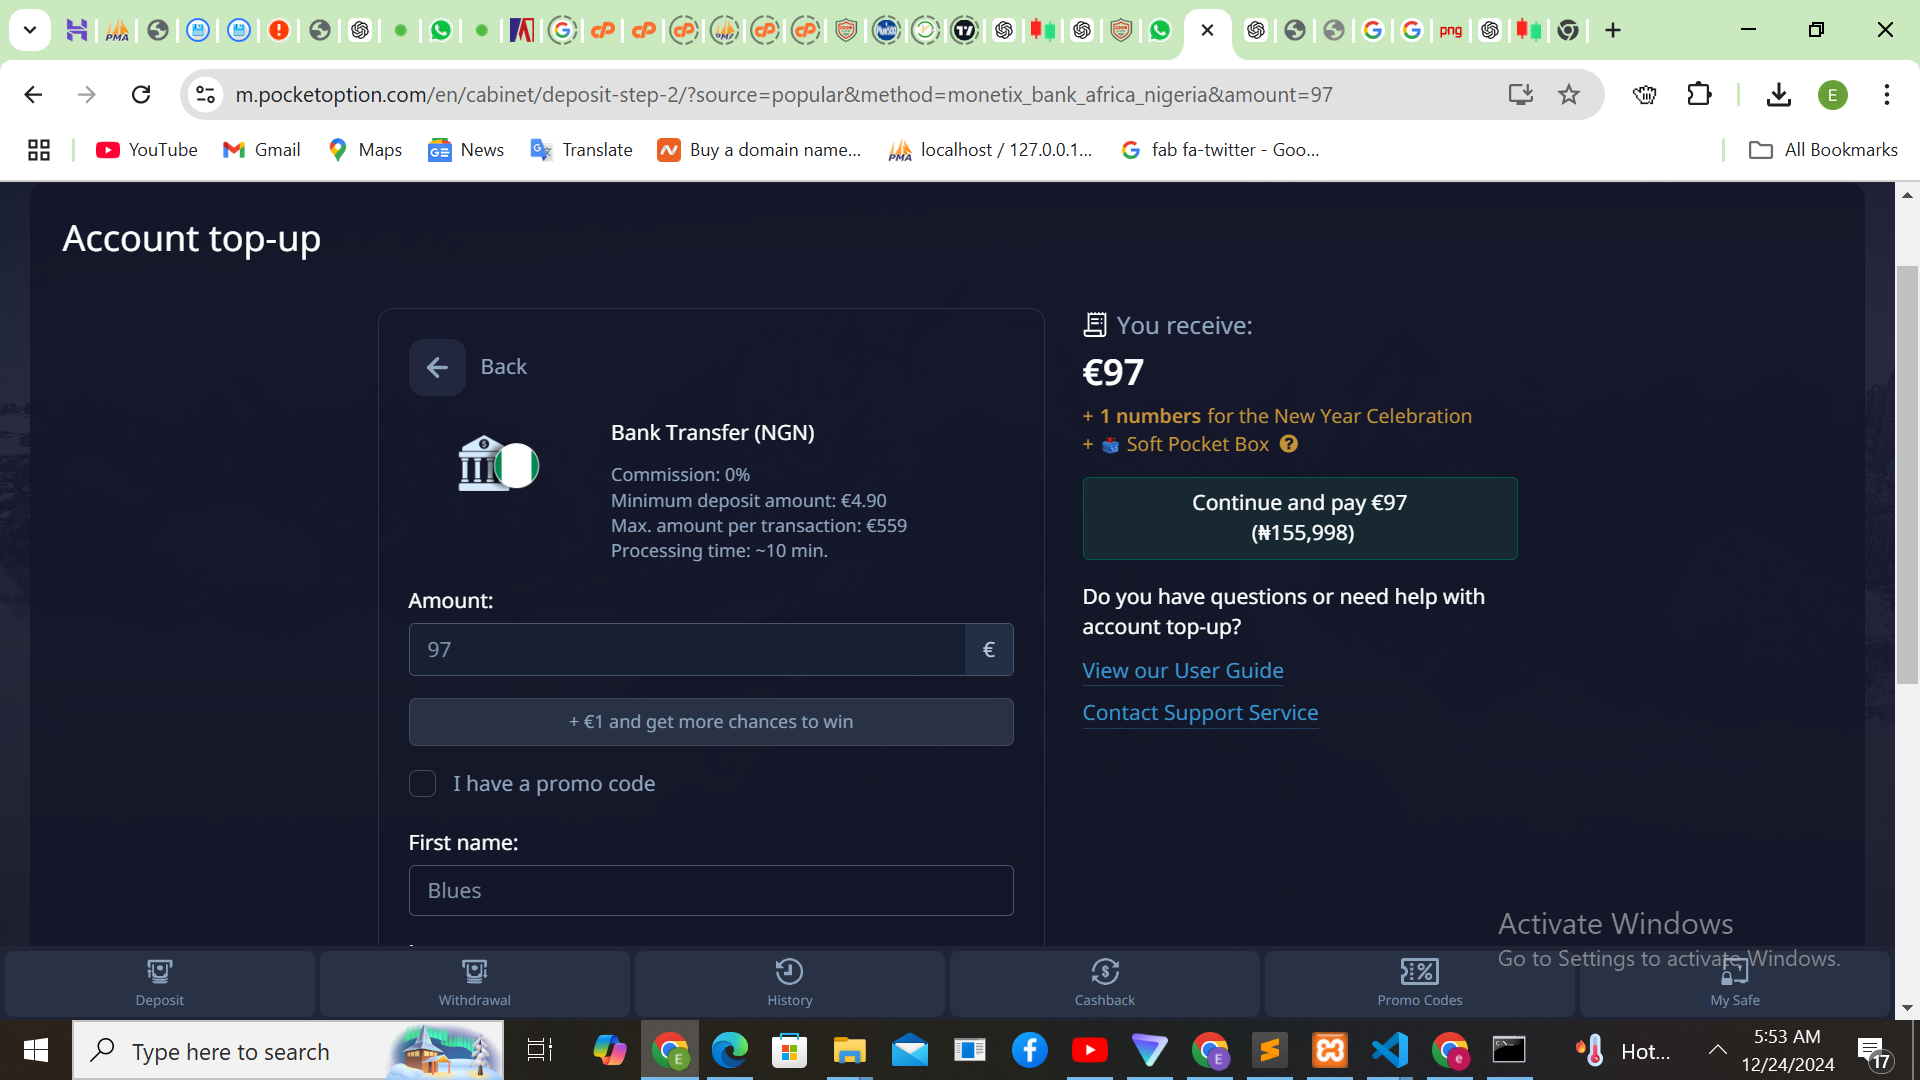 m.pocketoption.com/en/cabinet/deposit-step-2/?source=popular&method=monetix_bank_africa_nigeria&amount=97
E
YouTube
Gmail
Maps
News
Translate
Buy a domain name...
localhost / 127.0.0.1...
fab fa-twitter - Goo...
All Bookmarks
Account top-up
Back
Bank Transfer (NGN)
Commission: 0%
Minimum deposit amount: €4.90
Max. amount per transaction: €559
Processing time: ~10 min.
Amount:
97 €
+ €1 and get more chances to win
I have a promo code
First name:
Blues
You receive:
€97
+ 1 numbers for the New Year Celebration
+ Soft Pocket Box ?
Continue and pay €97
(₦155,998)
Do you have questions or need help with
account top-up?
View our User Guide
Contact Support Service
Activate Windows
Go to Settings to activate Windows.
Deposit
Withdrawal
History
Cashback
Promo Codes
My Safe
Type here to search
Hot...
5:53 AM
12/24/2024
17